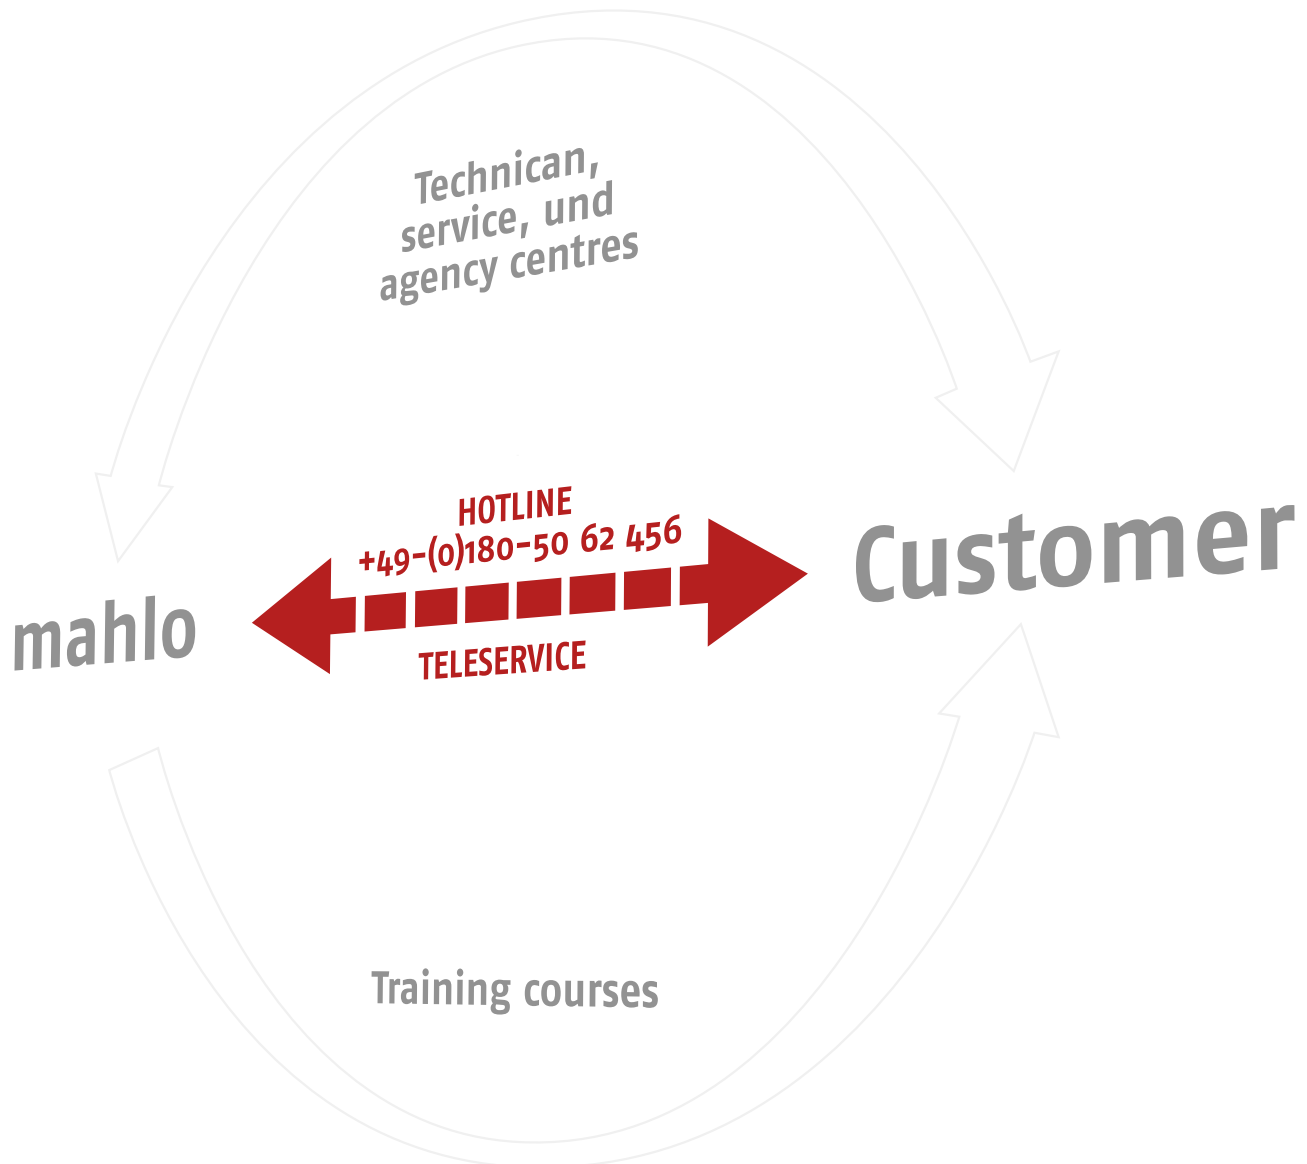 Technican,
service, und
agency centres
HOTLINE
+49-(0)180-50 62 456
Customer
mahlo
TELESERVICE
Training courses